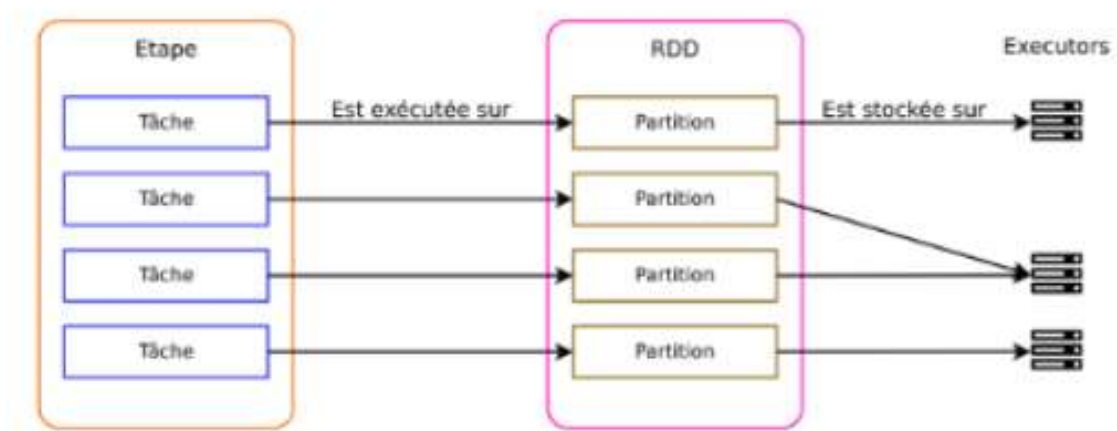 Etape
RDD
Executors
Tâche
Est exécutée sur
Partition
Est stockée sur
Tâche
Partition
Tâche
Partition
Tâche
Partition